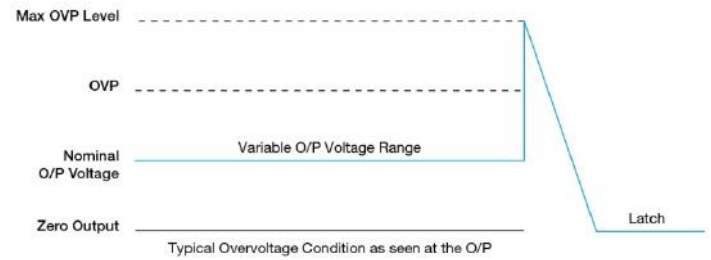 Max OVP Level
OVP
Variable O/P Voltage Range
Nominal
O/P Voltage
Zero Output
Latch
Typical Overvoltage Condition as seen at the O/P